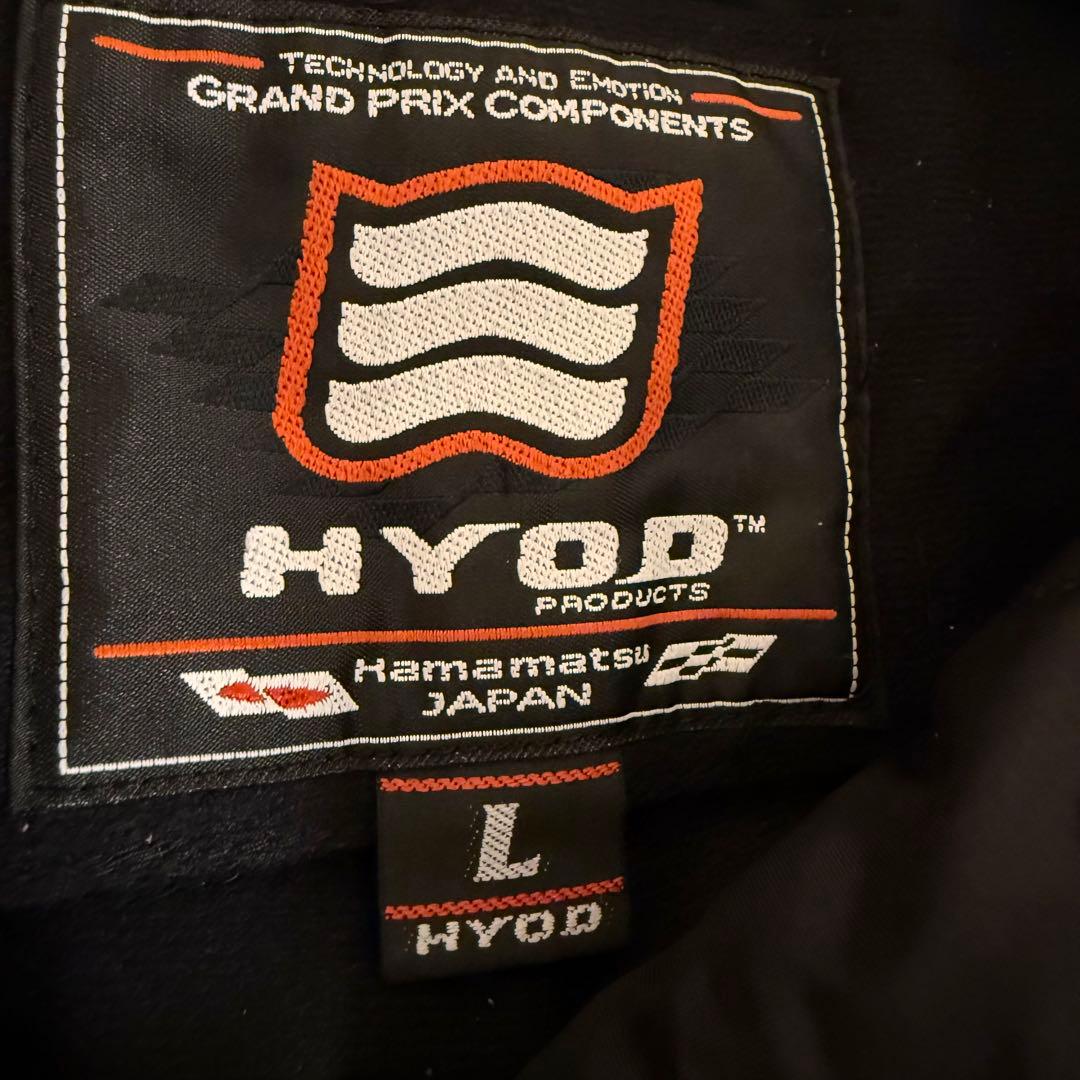 TECHNOLOGY AND EMOTION
GRAND PRIX COMPONENTS
HYOD™
PRODUCTS
Hamamatsu
JAPAN
L
HYOD